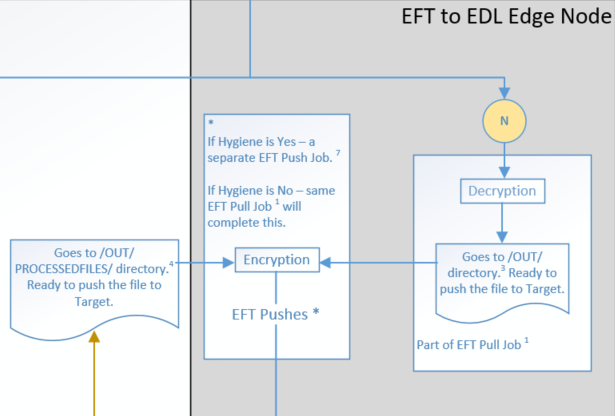 EFT to EDL Edge Node
N
*
If Hygiene is Yes – a
separate EFT Push Job. 7
If Hygiene is No – same
EFT Pull Job 1 will
complete this.
Encryption
EFT Pushes *
Decryption
Goes to /OUT/
directory.3 Ready to
push the file to Target.
Part of EFT Pull Job 1
Goes to /OUT/
PROCESSEDFILES/ directory.4
Ready to push the file to
Target.